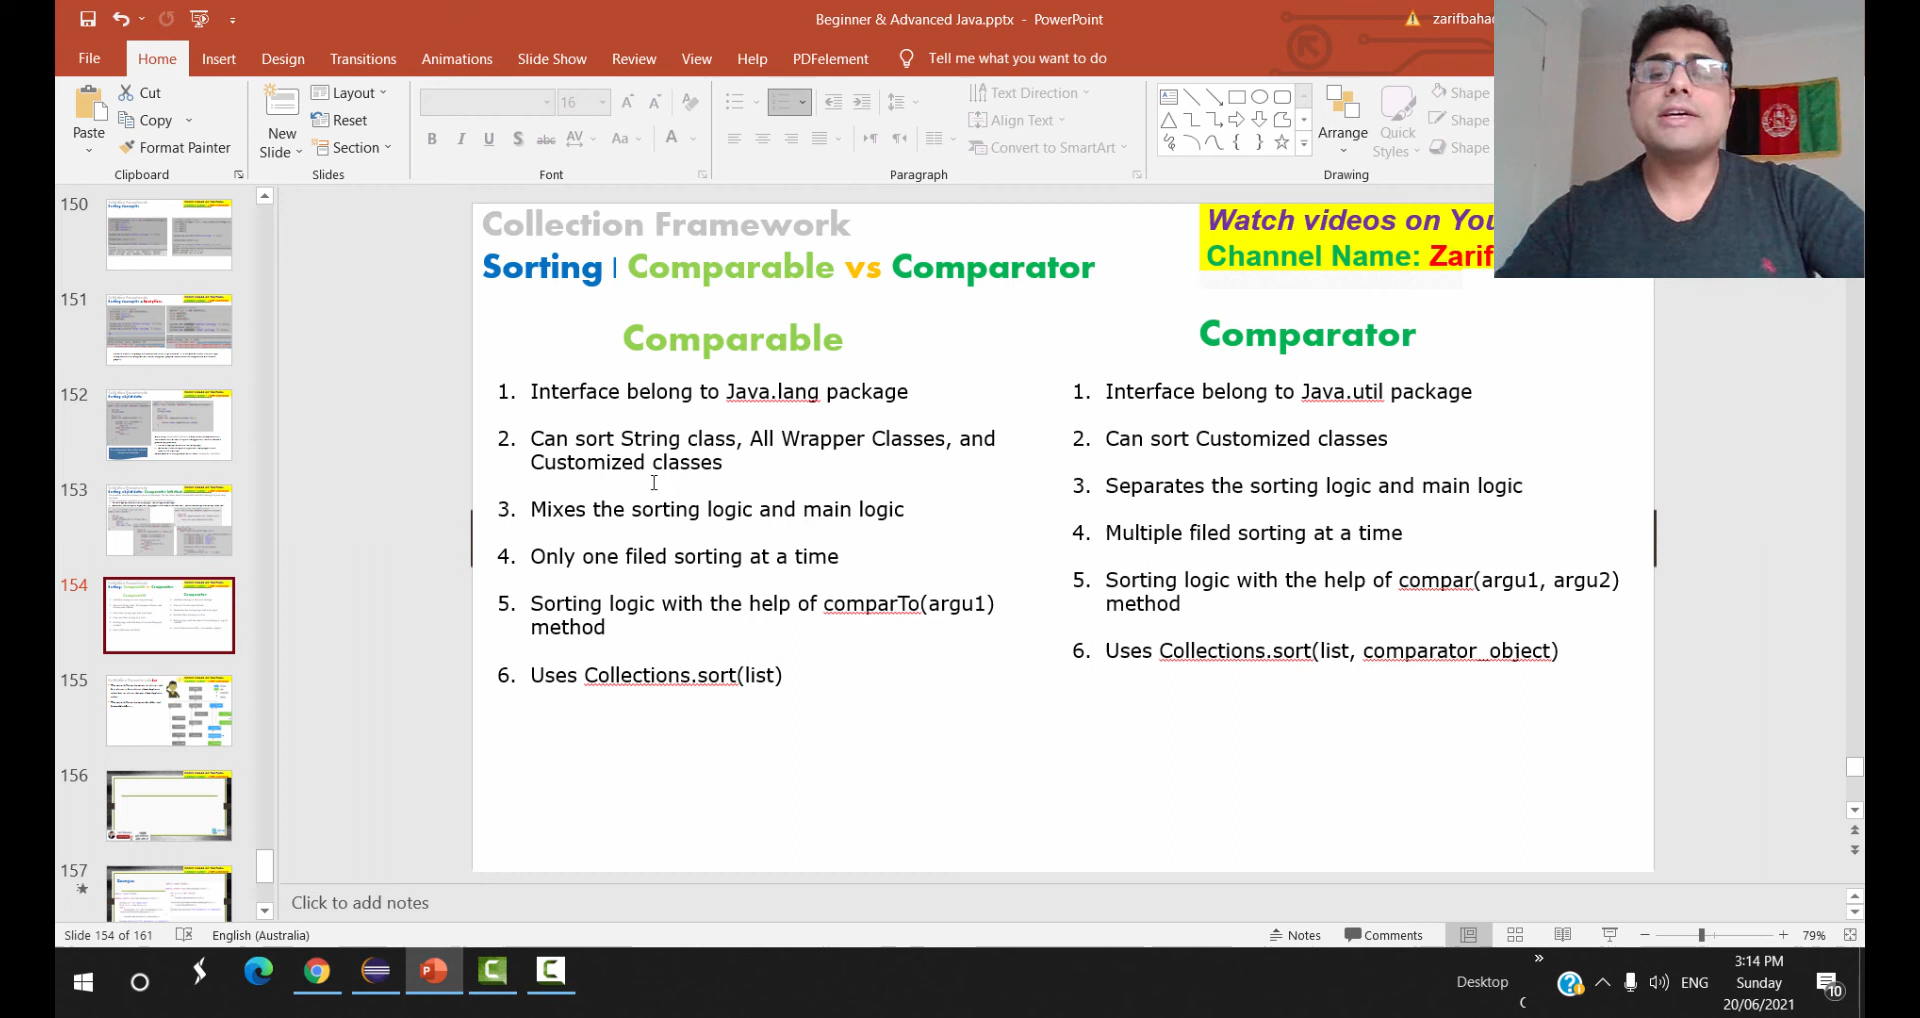 Beginner & Advanced Java.pptx - PowerPoint
zarifbaha
File Home Insert Design Transitions Animations Slide Show Review View Help PDFelement Tell me what you want to do
Paste
Cut
Copy
Format Painter
Clipboard
New
Slide
Layout
Reset
Section
Slides
16
Font
Text Direction
Align Text
Convert to SmartArt
Paragraph
Arrange
Quick
Styles
Shape
Shape
Shape
Drawing
150
151
152
153
154
155
156
157
Collection Framework
Sorting | Comparable vs Comparator
Watch videos on You
Channel Name: Zarif
Comparable
1. Interface belong to Java.lang package
2. Can sort String class, All Wrapper Classes, and
Customized classes
3. Mixes the sorting logic and main logic
4. Only one filed sorting at a time
5. Sorting logic with the help of comparTo(argu1)
method
6. Uses Collections.sort(list)
Comparator
1. Interface belong to Java.util package
2. Can sort Customized classes
3. Separates the sorting logic and main logic
4. Multiple filed sorting at a time
5. Sorting logic with the help of compar(argu1, argu2)
method
6. Uses Collections.sort(list, comparator_object)
Click to add notes
Slide 154 of 161 English (Australia) Notes Comments 79%
Desktop
ENG
3:14 PM
Sunday
20/06/2021
10